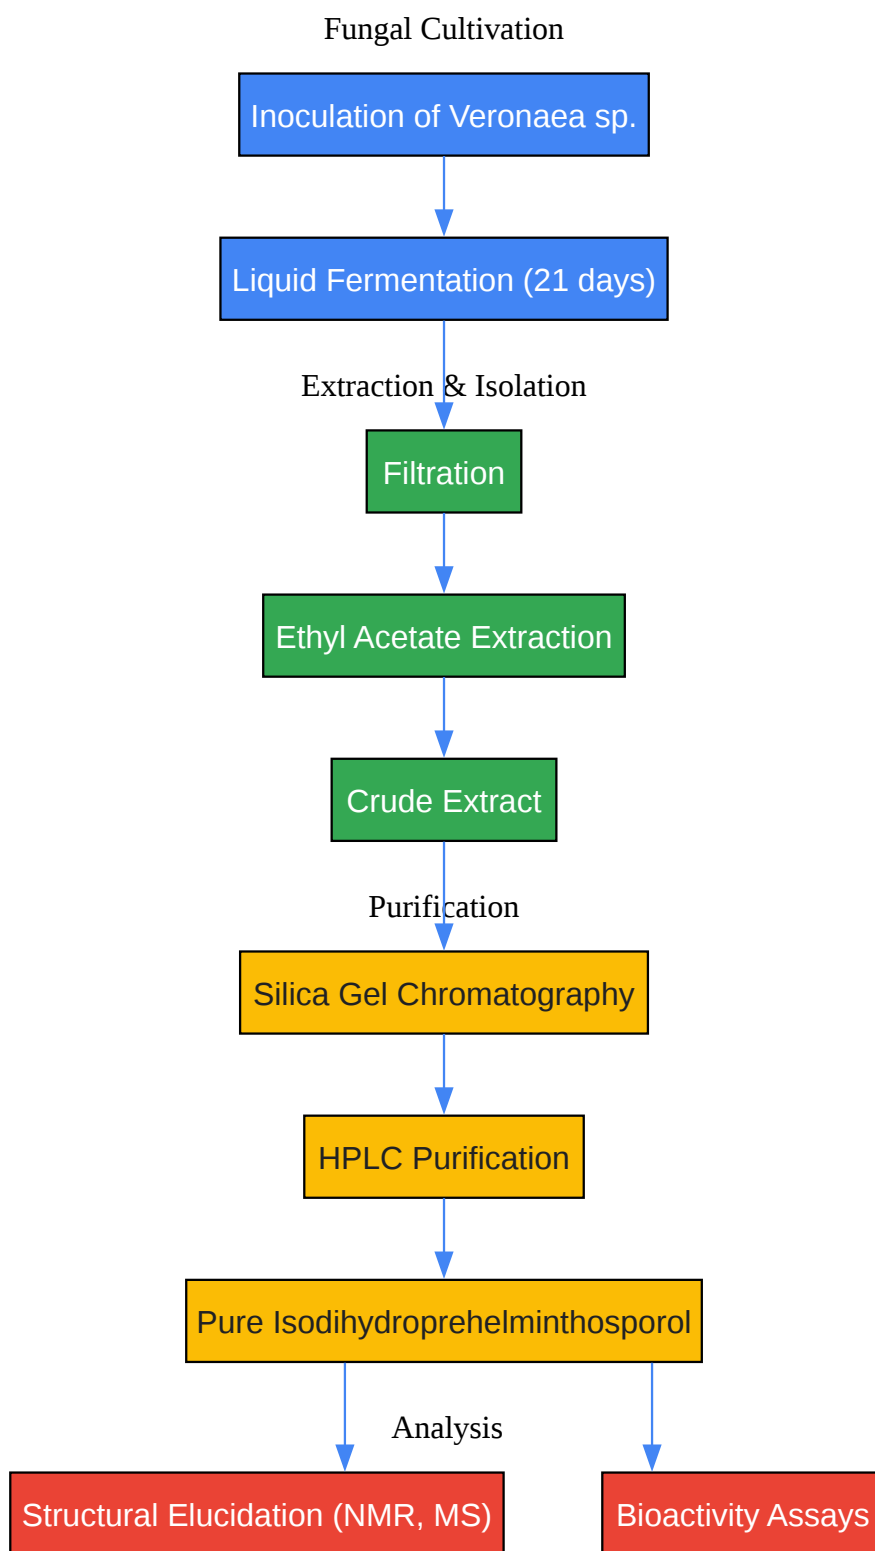 Fungal Cultivation
Inoculation of Veronaea sp.
Liquid Fermentation (21 days)
Extraction & Isolation
Filtration
Ethyl Acetate Extraction
Crude Extract
Purification
Silica Gel Chromatography
HPLC Purification
Pure Isodihydroprehelminthosporol
Analysis
Structural Elucidation (NMR, MS)
Bioactivity Assays